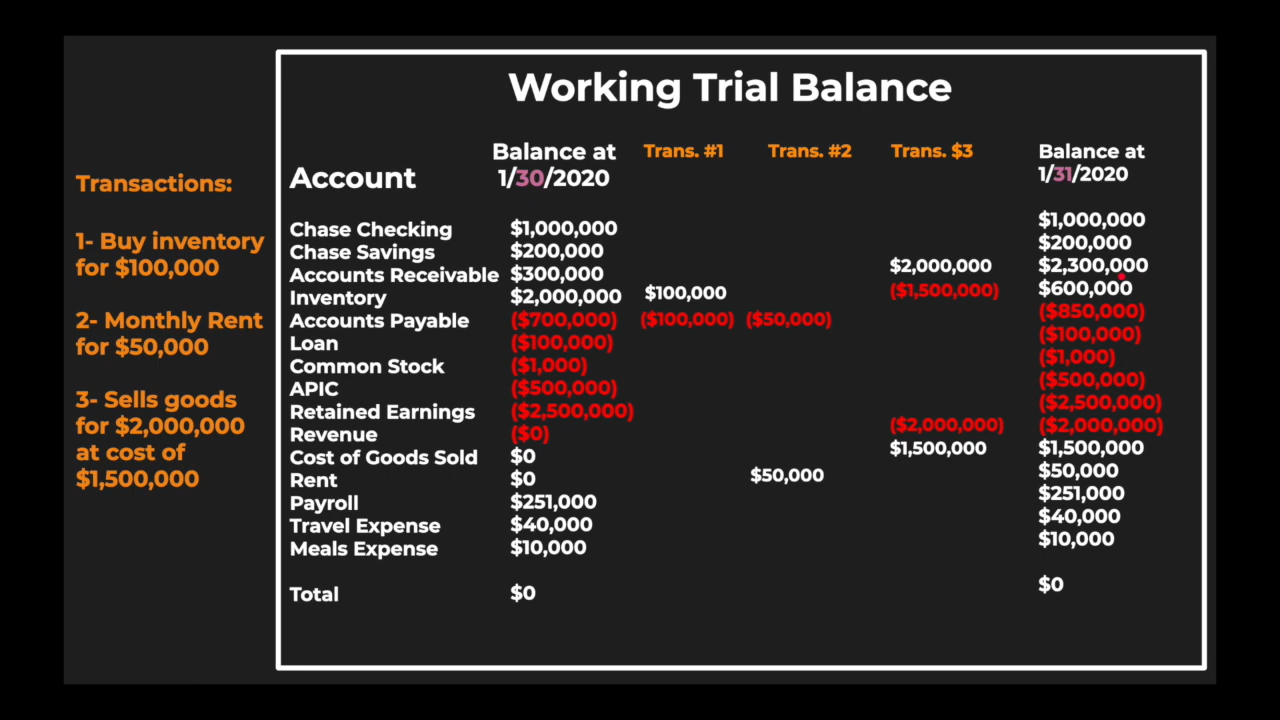 Working Trial Balance
Transactions:
1- Buy inventory
for $100,000
2- Monthly Rent
for $50,000
3- Sells goods
for $2,000,000
at cost of
$1,500,000
Account Balance at 1/30/2020 Trans. #1 Trans. #2 Trans. $3 Balance at 1/31/2020
Chase Checking $1,000,000 $1,000,000
Chase Savings $200,000 $200,000
Accounts Receivable $300,000 $2,000,000 $2,300,000
Inventory $2,000,000 $100,000 ($1,500,000) $600,000
Accounts Payable ($700,000) ($100,000) ($50,000) ($850,000)
Loan ($100,000) ($100,000)
Common Stock ($1,000) ($1,000)
APIC ($500,000) ($500,000)
Retained Earnings ($2,500,000) ($2,500,000)
Revenue ($0) ($2,000,000) ($2,000,000)
Cost of Goods Sold $0 $1,500,000 $1,500,000
Rent $0 $50,000 $50,000
Payroll $251,000 $251,000
Travel Expense $40,000 $40,000
Meals Expense $10,000 $10,000
Total $0 $0